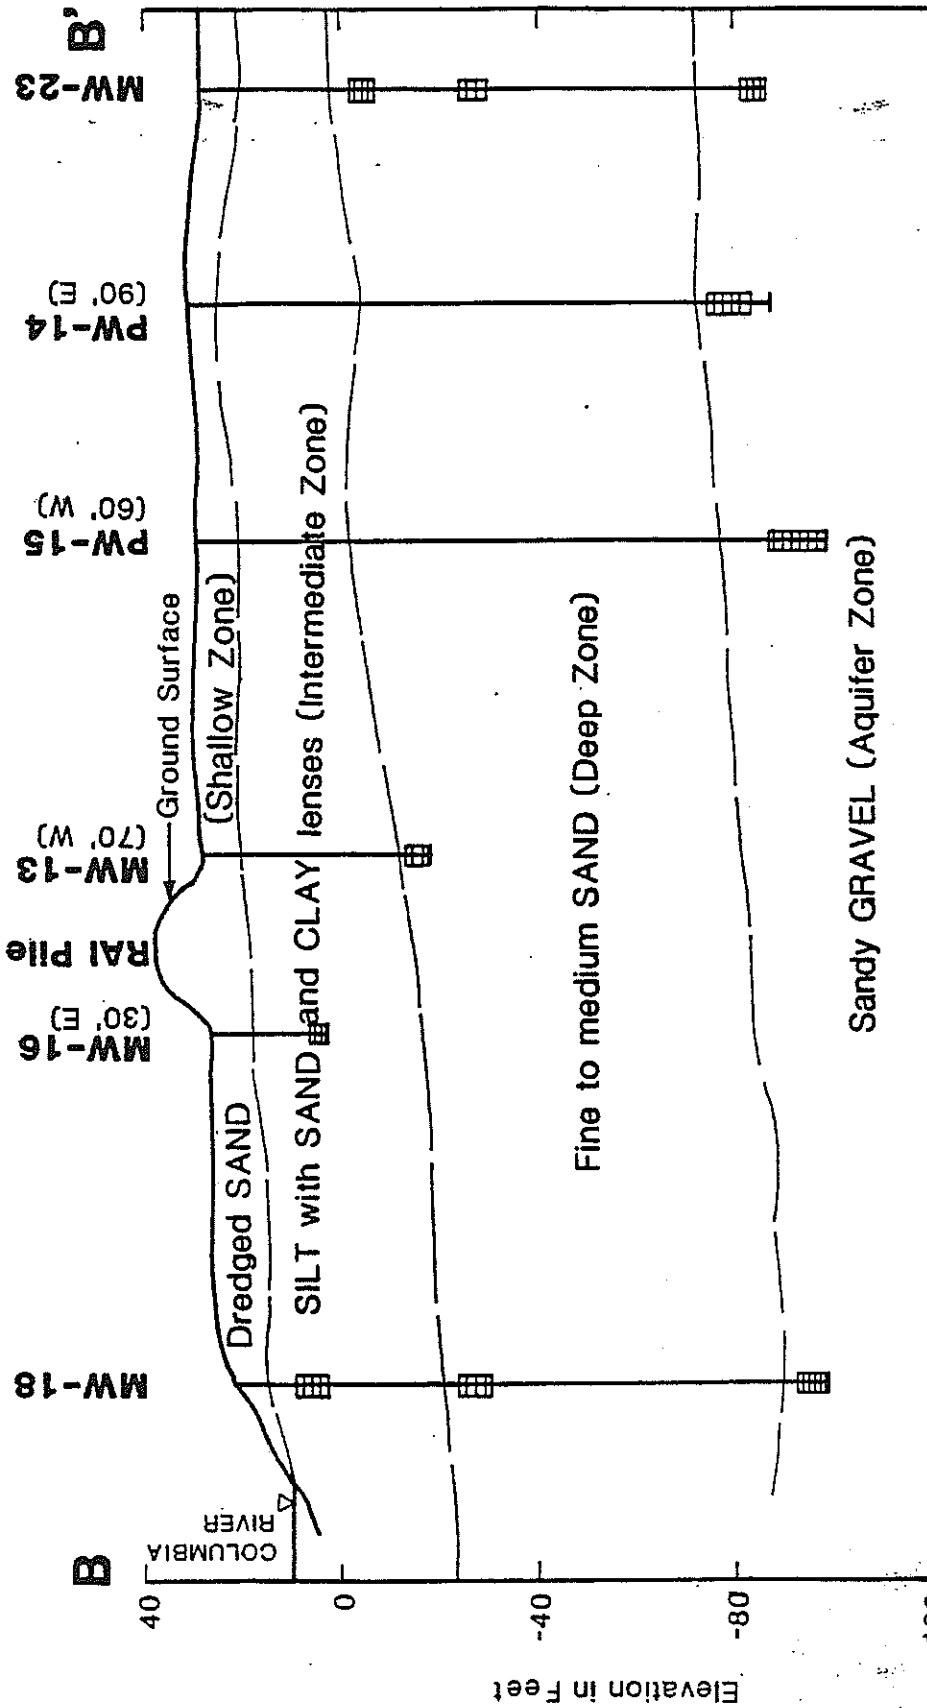 B
B'
MW-18
MW-16
(30' E)
RAI Pile
MW-13
(70' W)
PW-15
(60' W)
PW-14
(90' E)
MW-23
COLUMBIA
RIVER
Ground Surface
Dredged SAND
(Shallow Zone)
SILT with SAND and CLAY lenses (Intermediate Zone)
Fine to medium SAND (Deep Zone)
Sandy GRAVEL (Aquifer Zone)
40
0
-40
-80
Elevation in Feet